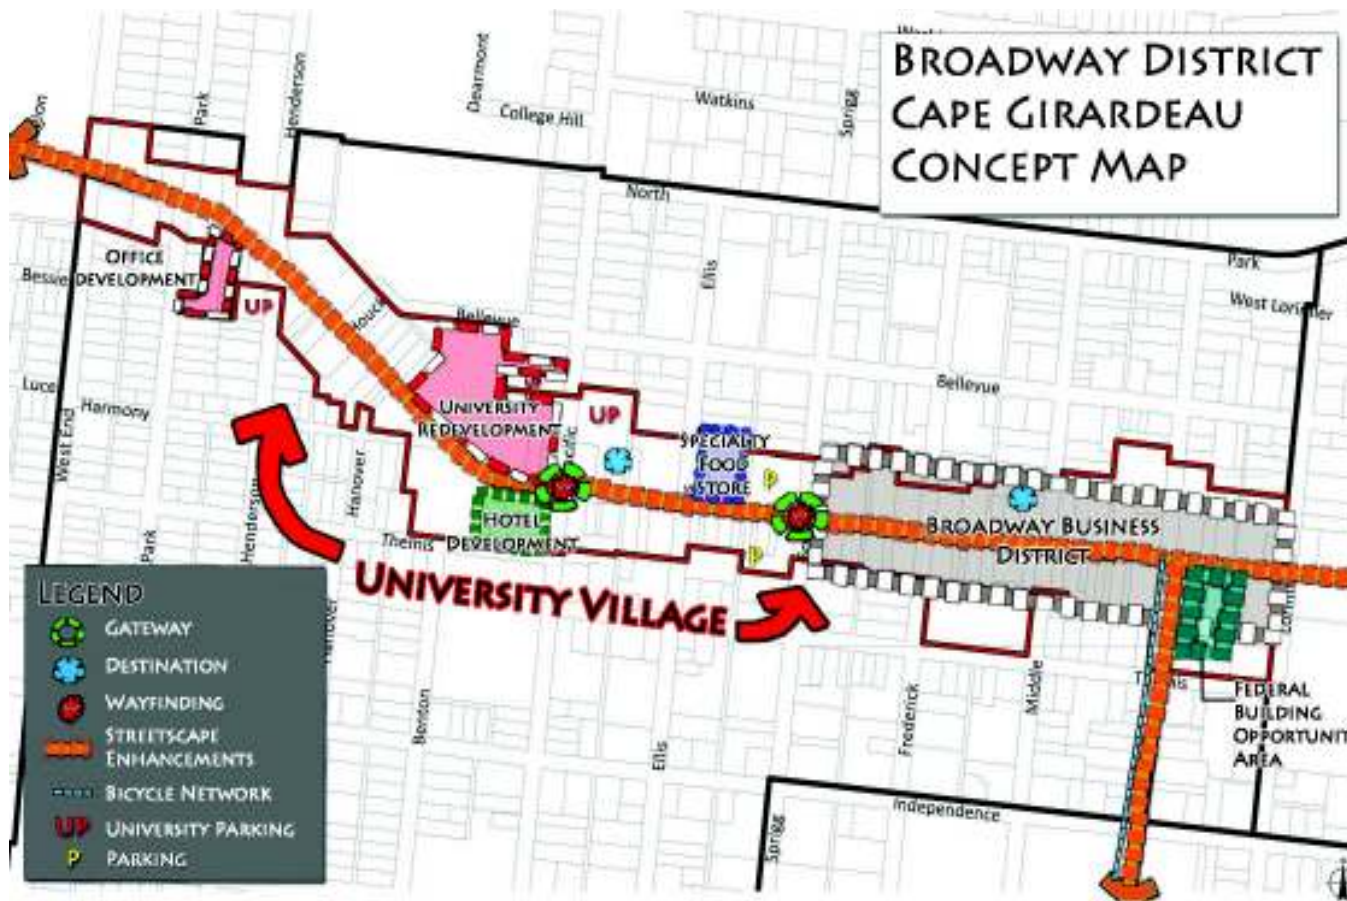 BROADWAY DISTRICT
CAPE GIRARDEAU
CONCEPT MAP
Park
Henderson
Dearmont
College Hill
Watkins
Sprigg
North
Ellis
Park
West Lorimier
OFFICE
DEVELOPMENT
Bessie
UP
Houck
Bellevue
Bellevue
Luce
Harmony
West End
UNIVERSITY
REDEVELOPMENT
UP
SPECIALTY
FOOD
STORE
P
Hanover
Henderson
Park
HOTEL
DEVELOPMENT
Themis
P
BROADWAY BUSINESS
DISTRICT
UNIVERSITY VILLAGE
LEGEND
GATEWAY
DESTINATION
WAYFINDING
STREETSCAPE
ENHANCEMENTS
BICYCLE NETWORK
UP UNIVERSITY PARKING
P PARKING
Benton
Ellis
Frederick
Middle
FEDERAL
BUILDING
OPPORTUNIT
AREA
Independence
Sprigg